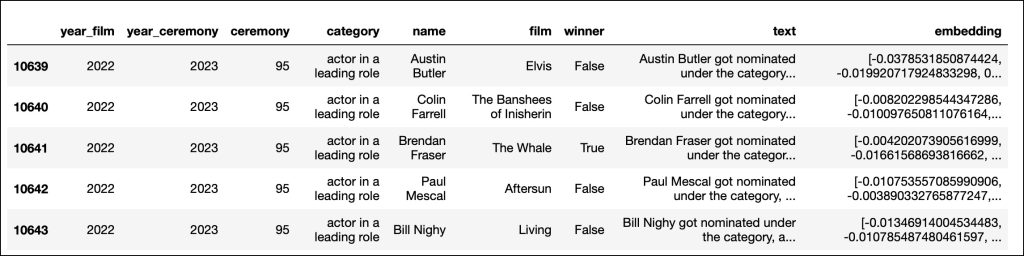 year_film year_ceremony ceremony category name film winner text embedding
10639 2022 2023 95 actor in a leading role Austin Butler Elvis False Austin Butler got nominated under the category... [-0.0378531850874424, -0.019920717924833298, 0...
10640 2022 2023 95 actor in a leading role Colin Farrell The Banshees of Inisherin False Colin Farrell got nominated under the category... [-0.008202298544347286, -0.010097650811076164,...
10641 2022 2023 95 actor in a leading role Brendan Fraser The Whale True Brendan Fraser got nominated under the categor... [-0.004202073905616999, -0.01661568693816662, ...
10642 2022 2023 95 actor in a leading role Paul Mescal Aftersun False Paul Mescal got nominated under the category, ... [-0.010753557085990906, -0.003890332765877247,...
10643 2022 2023 95 actor in a leading role Bill Nighy Living False Bill Nighy got nominated under the category, a... [-0.01346914004534483, -0.010785487480461597, ...